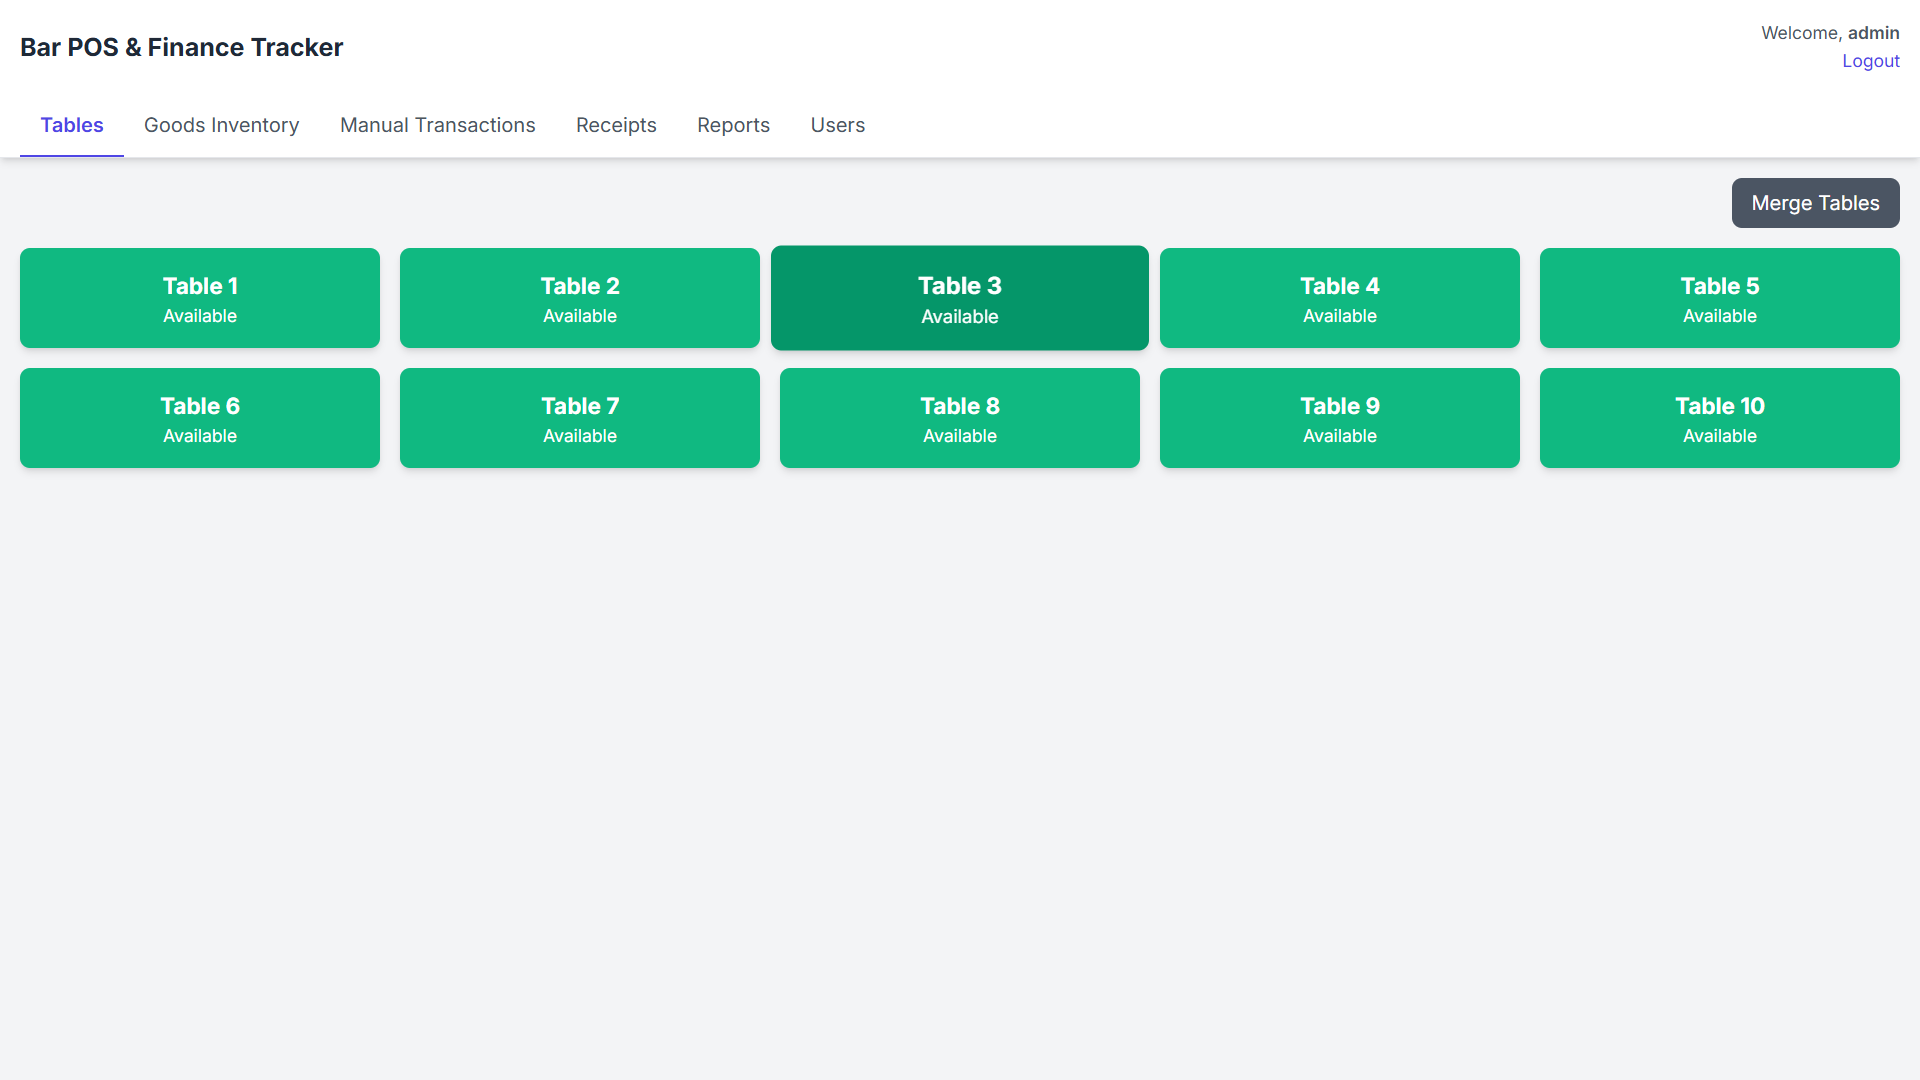 Bar POS & Finance Tracker
Welcome, admin
Logout
Tables
Goods Inventory
Manual Transactions
Receipts
Reports
Users
Merge Tables
Table 1
Available
Table 2
Available
Table 3
Available
Table 4
Available
Table 5
Available
Table 6
Available
Table 7
Available
Table 8
Available
Table 9
Available
Table 10
Available